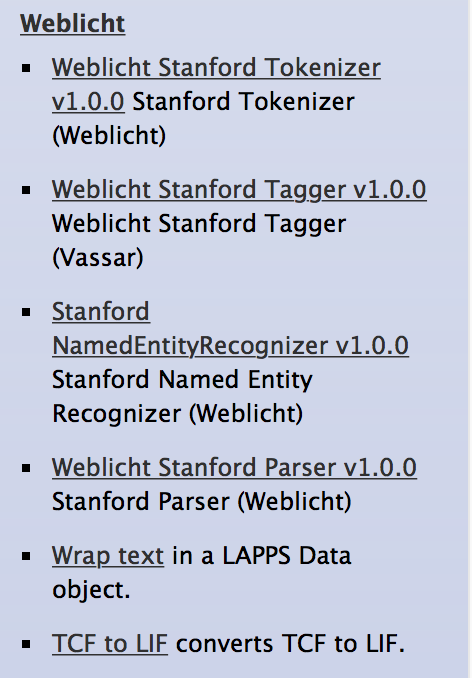 Weblicht
Weblicht Stanford Tokenizer
v1.0.0 Stanford Tokenizer
(Weblicht)
Weblicht Stanford Tagger v1.0.0
Weblicht Stanford Tagger
(Vassar)
Stanford
NamedEntityRecognizer v1.0.0
Stanford Named Entity
Recognizer (Weblicht)
Weblicht Stanford Parser v1.0.0
Stanford Parser (Weblicht)
Wrap text in a LAPPS Data
object.
TCF to LIF converts TCF to LIF.